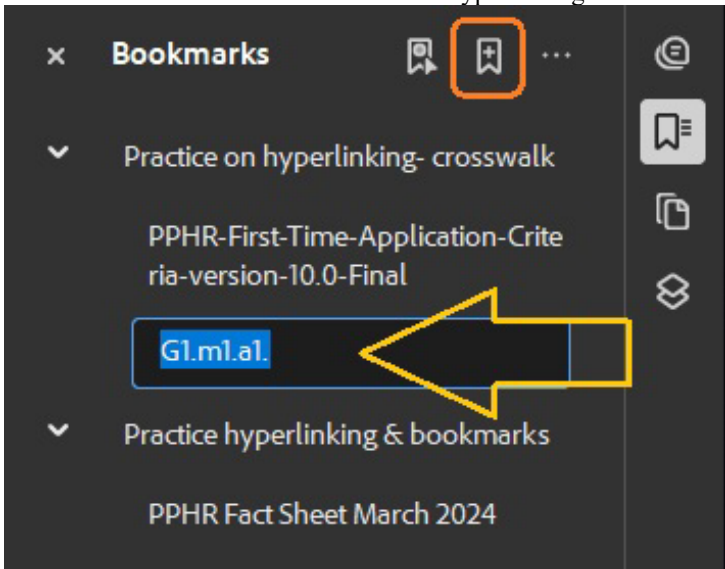 Bookmarks
Practice on hyperlinking- crosswalk
PPHR-First-Time-Application-Crite
ria-version-10.0-Final
G1.m1.a1.
Practice hyperlinking & bookmarks
PPHR Fact Sheet March 2024